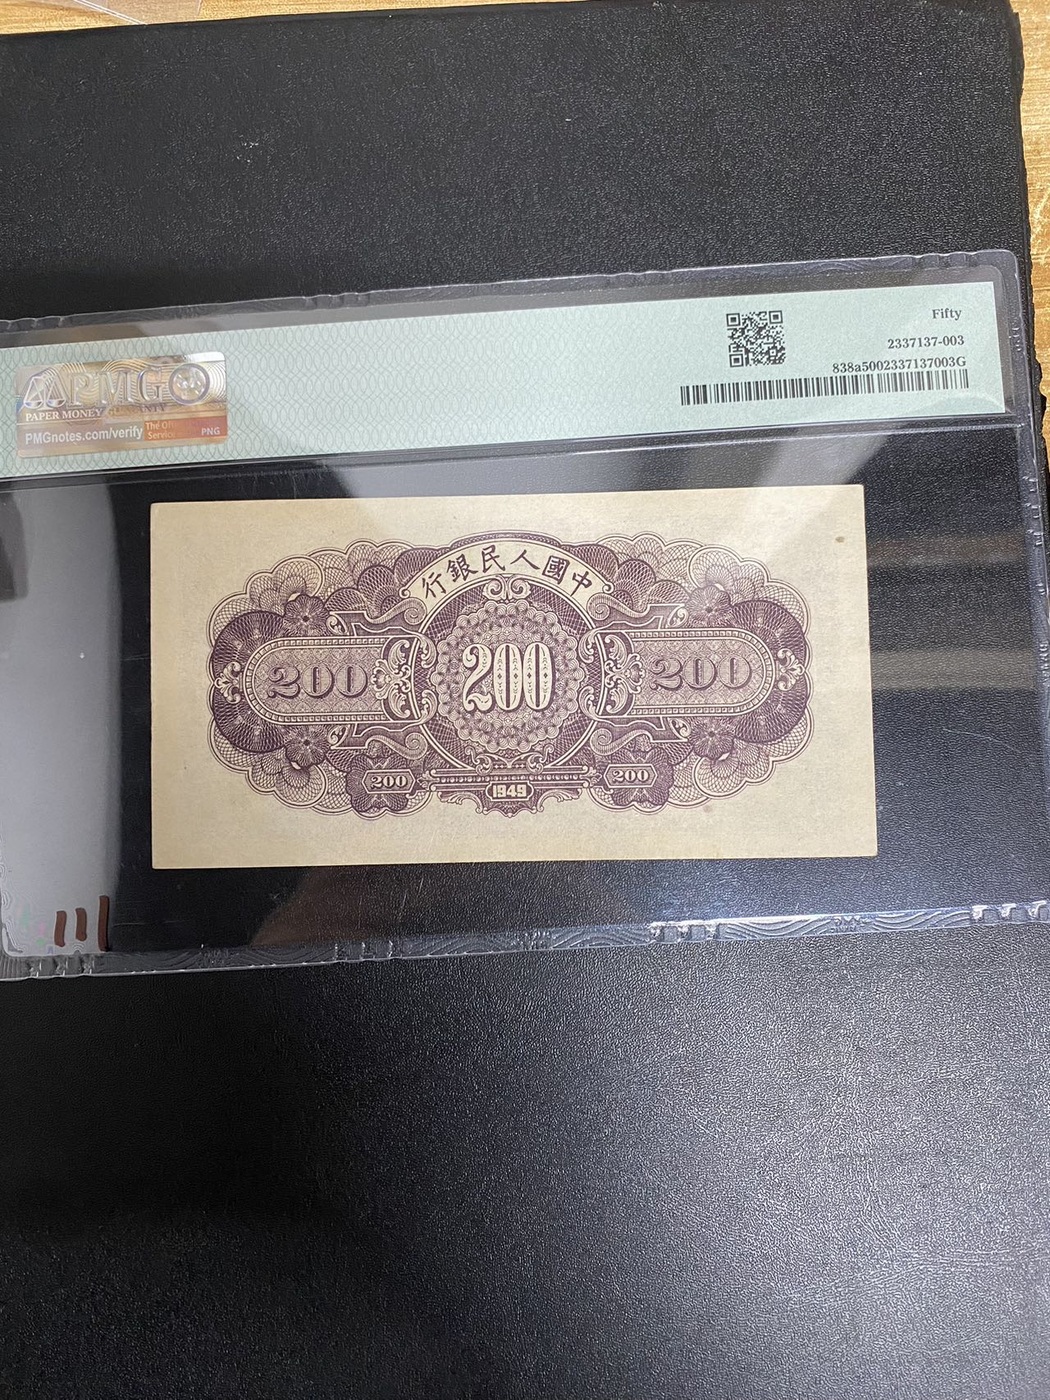 Fifty
2337137-003
838a5002337137003G
PMG
PAPER MONEY GUARANTY
PMGnotes.com/verify
PNG
行銀民人國中
200 200 200
200 1949 200